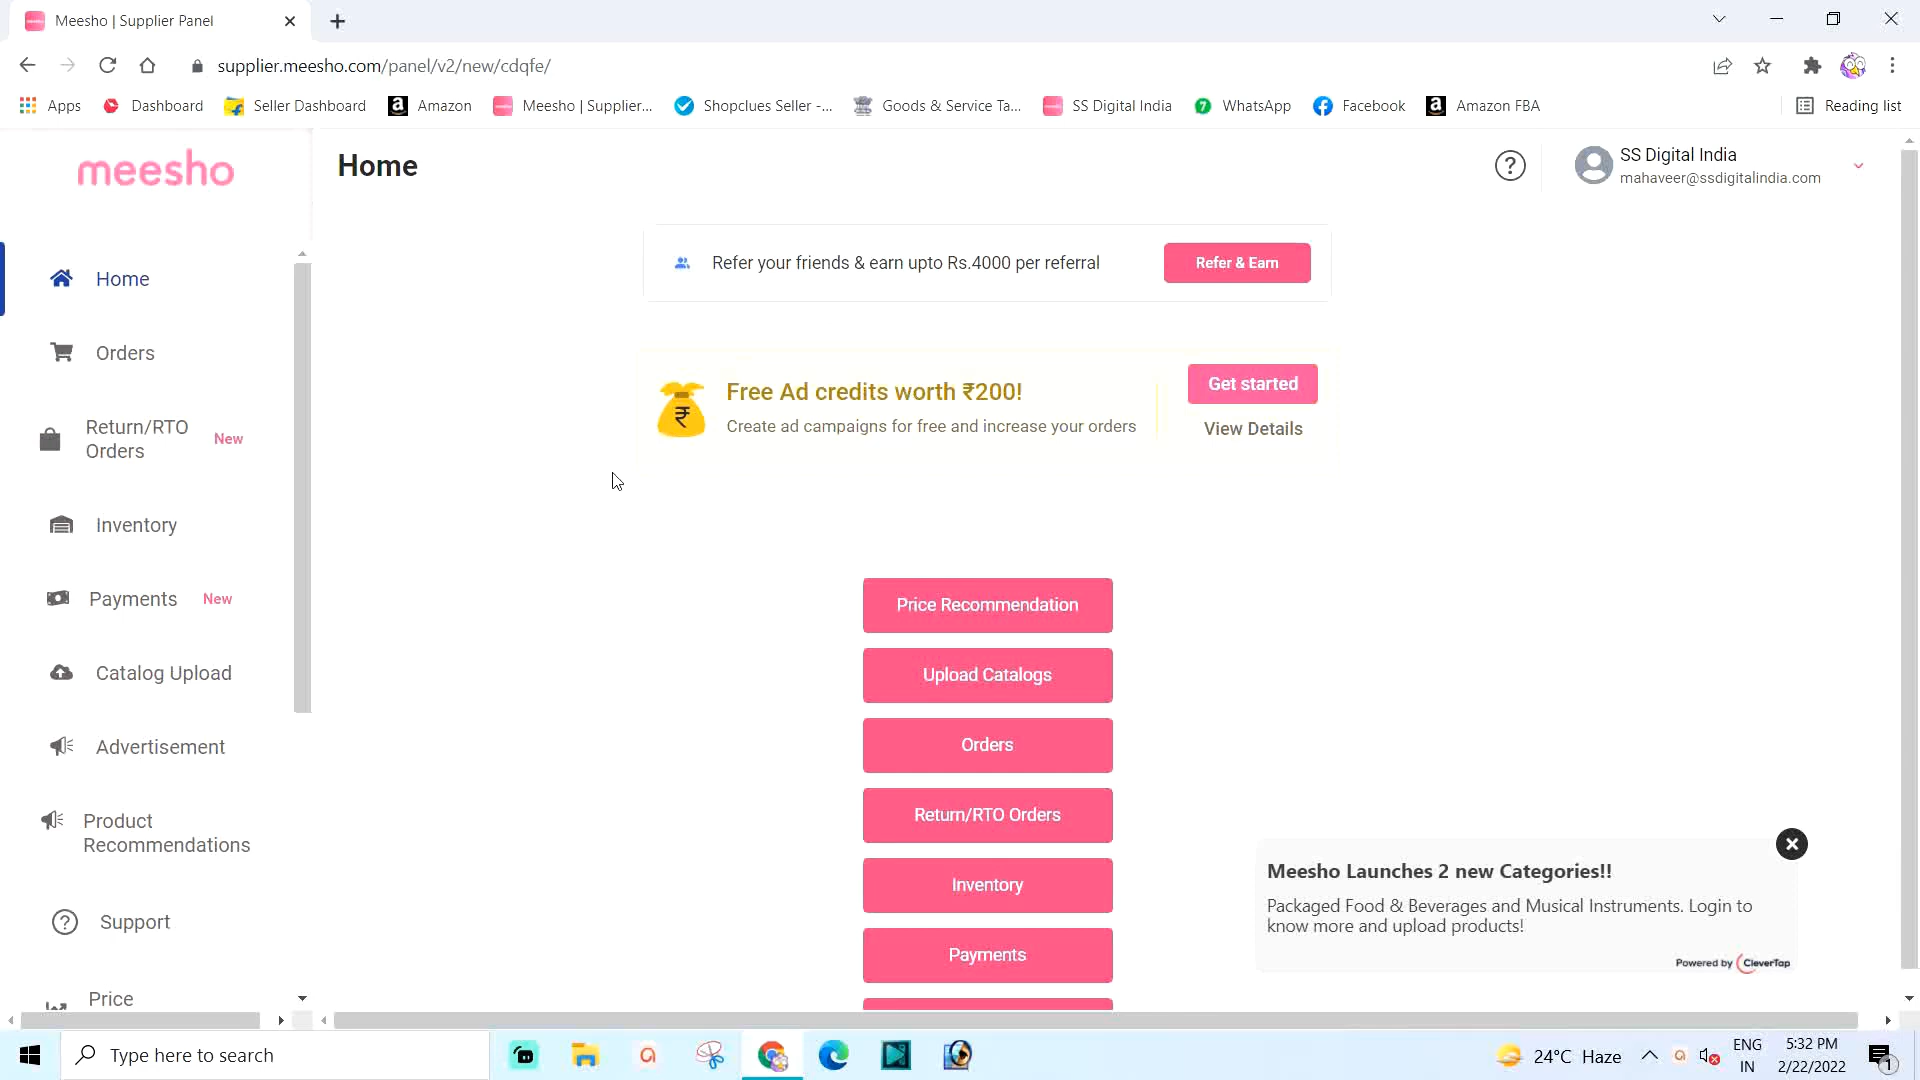 Meesho | Supplier Panel
supplier.meesho.com/panel/v2/new/cdqfe/
Apps Dashboard Seller Dashboard Amazon Meesho | Supplier... Shopclues Seller -... Goods & Service Ta... SS Digital India WhatsApp Facebook Amazon FBA Reading list
meesho
Home
SS Digital India
mahaveer@ssdigitalindia.com
Home
Orders
Return/RTO
Orders
New
Inventory
Payments New
Catalog Upload
Advertisement
Product
Recommendations
Support
Price
Refer your friends & earn upto Rs.4000 per referral
Refer & Earn
Free Ad credits worth ₹200!
Create ad campaigns for free and increase your orders
Get started
View Details
Price Recommendation
Upload Catalogs
Orders
Return/RTO Orders
Inventory
Payments
Meesho Launches 2 new Categories!!
Packaged Food & Beverages and Musical Instruments. Login to
know more and upload products!
Powered by CleverTap
Type here to search
24°C Haze
ENG
IN
5:32 PM
2/22/2022
1